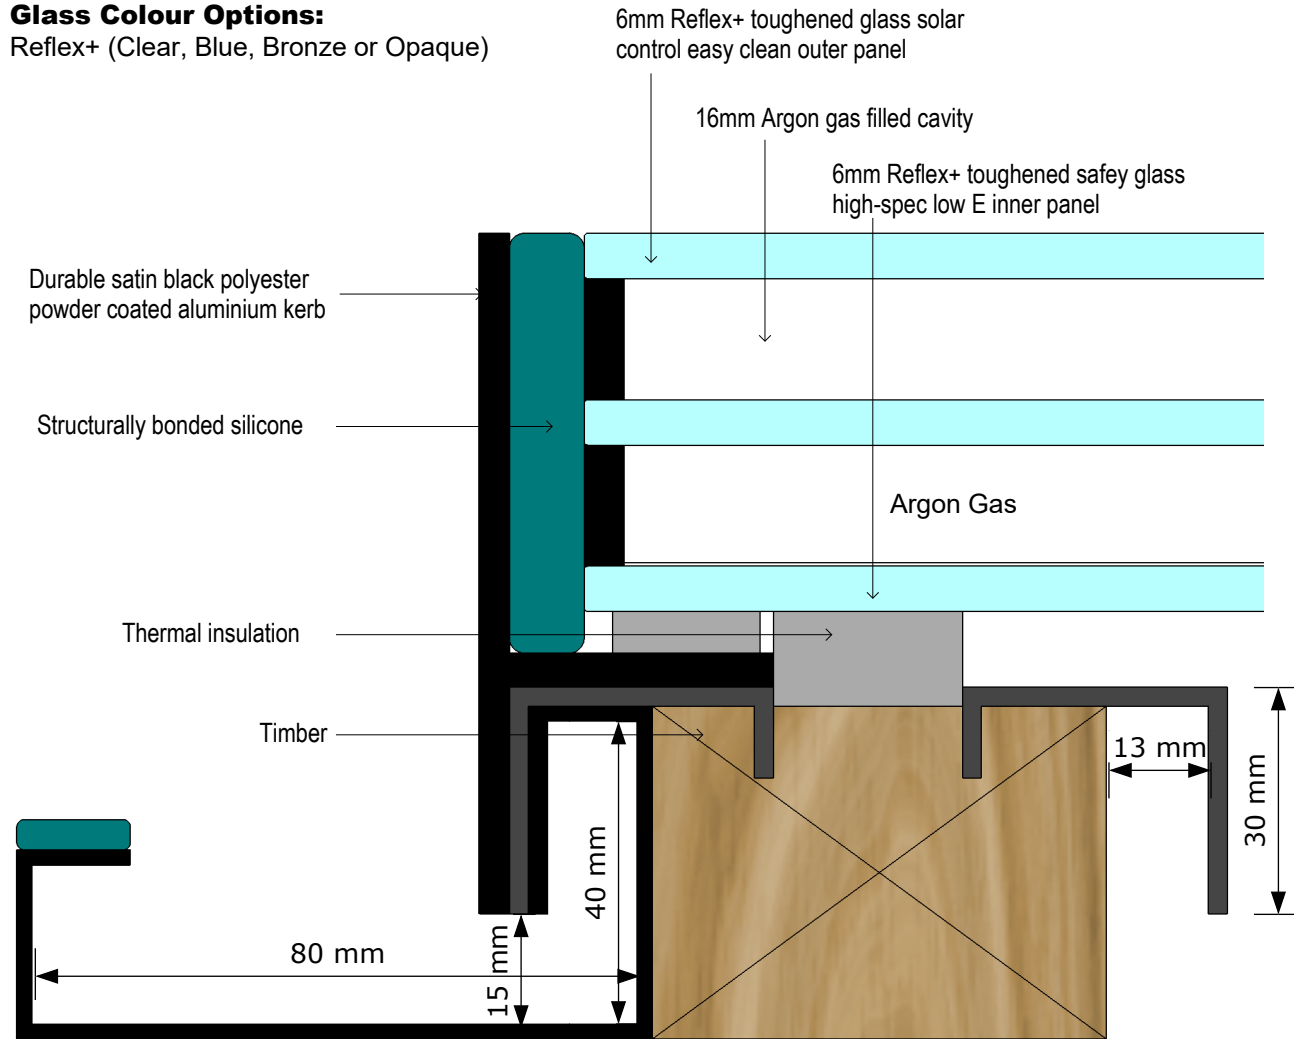 Glass Colour Options:
Reflex+ (Clear, Blue, Bronze or Opaque)
6mm Reflex+ toughened glass solar
control easy clean outer panel
16mm Argon gas filled cavity
6mm Reflex+ toughened safey glass
high-spec low E inner panel
Durable satin black polyester
powder coated aluminium kerb
Structurally bonded silicone
Argon Gas
Thermal insulation
Timber
13 mm
30 mm
40 mm
80 mm
15 mm